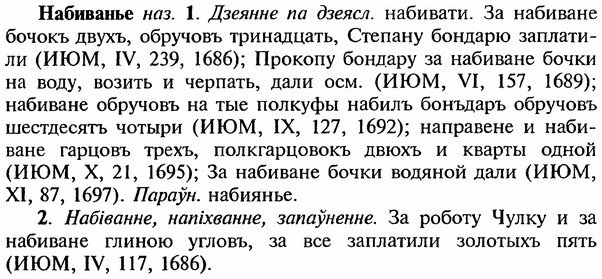 Набиванье наз. 1. Дзеянне па дзеясл. набивати. За набиване
бочокъ двухъ, обручовъ тринадцать, Степану бондарю заплати-
ли (ИЮМ, IV, 239, 1686); Прокопу бондару за набиване бочки
на воду, возить и черпать, дали осм. (ИЮМ, VI, 157, 1689);
набиване обручовъ на тые полкуфы набилъ бонъдаръ обручовъ
шестдесятъ чотыри (ИЮМ, IX, 127, 1692); направене и наби-
ване гарцовъ трехъ, полкгарцовокъ двюхъ и кварты одной
(ИЮМ, X, 21, 1695); За набиване бочки водяной дали (ИЮМ,
XI, 87, 1697). Параўн. набиянье.
2. Набіванне, напіхванне, запаўненне. За роботу Чулку и за
набиване глиною угловъ, за все заплатили золотыхъ пять
(ИЮМ, IV, 117, 1686).